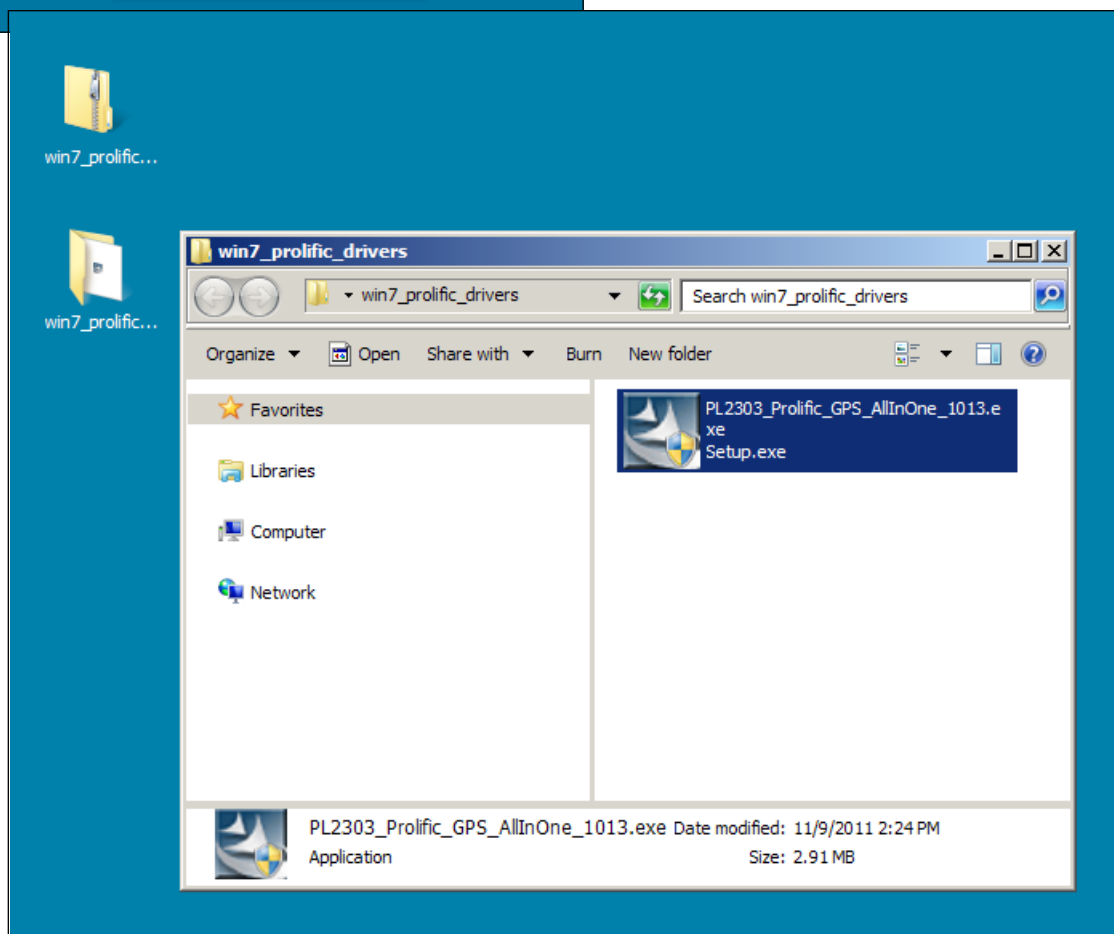 win7_prolific...
win7_prolific...
win7_prolific_drivers
win7_prolific_drivers
Search win7_prolific_drivers
Organize Open Share with Burn New folder
Favorites
Libraries
Computer
Network
PL2303_Prolific_GPS_AllInOne_1013.e
xe
Setup.exe
PL2303_Prolific_GPS_AllInOne_1013.exe Date modified: 11/9/2011 2:24 PM
Application Size: 2.91 MB